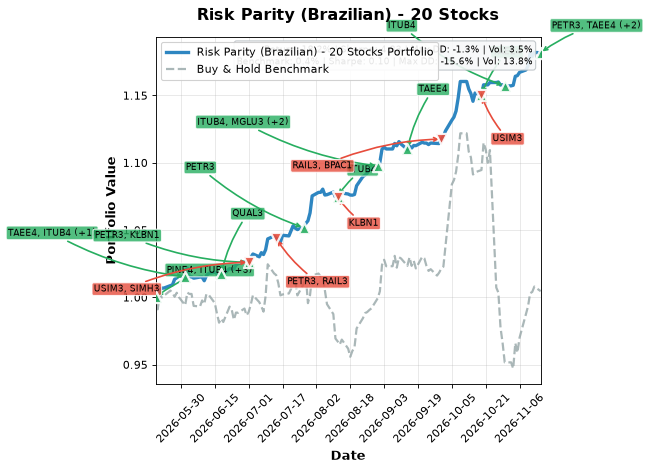 Risk Parity (Brazilian) - 20 Stocks
ITUB4
PETR3, TAEE4 (+2)
Risk Parity (Brazilian) - 20 Stocks Portfolio
D: -1.3% | Vol: 3.5%
Buy & Hold Benchmark
-15.6% | Vol: 13.8%
TAEE4
1.15
ITUB4, MGLU3 (+2)
USIM3
RAIL3, BPAC1
PETR3
1.10
QUAL3
KLBN1
TAEE4, ITUB4 (+1
PETR3, KLBN1
1.05
PETR3, RAIL3
USIM3, SIMH3
1.00
0.95
Portfolio Value
2026-05-30
2026-06-15
2026-07-01
2026-07-17
2026-08-02
2026-08-18
2026-09-03
2026-09-19
2026-10-05
2026-10-21
2026-11-06
Date